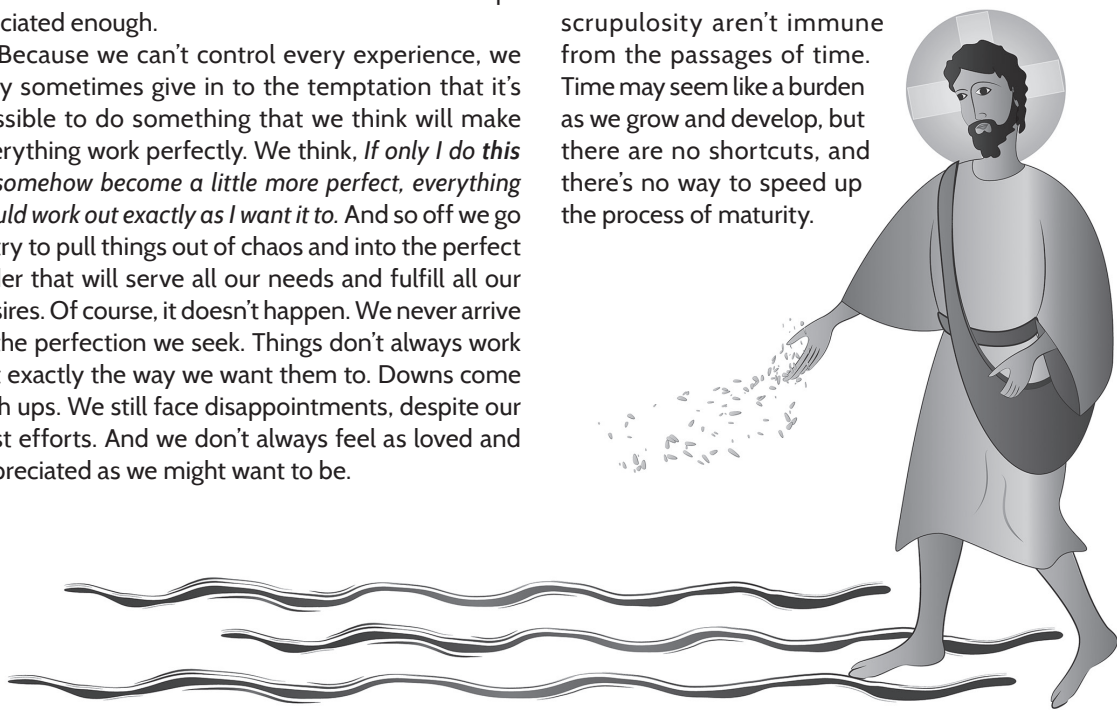 ciated enough.
Because we can't control every experience, we
y sometimes give in to the temptation that it's
ssible to do something that we think will make
erything work perfectly. We think, If only I do this
somehow become a little more perfect, everything
uld work out exactly as I want it to. And so off we go
try to pull things out of chaos and into the perfect
der that will serve all our needs and fulfill all our
sires. Of course, it doesn't happen. We never arrive
the perfection we seek. Things don't always work
t exactly the way we want them to. Downs come
h ups. We still face disappointments, despite our
st efforts. And we don't always feel as loved and
preciated as we might want to be.
scrupulosity aren't immune
from the passages of time.
Time may seem like a burden
as we grow and develop, but
there are no shortcuts, and
there's no way to speed up
the process of maturity.